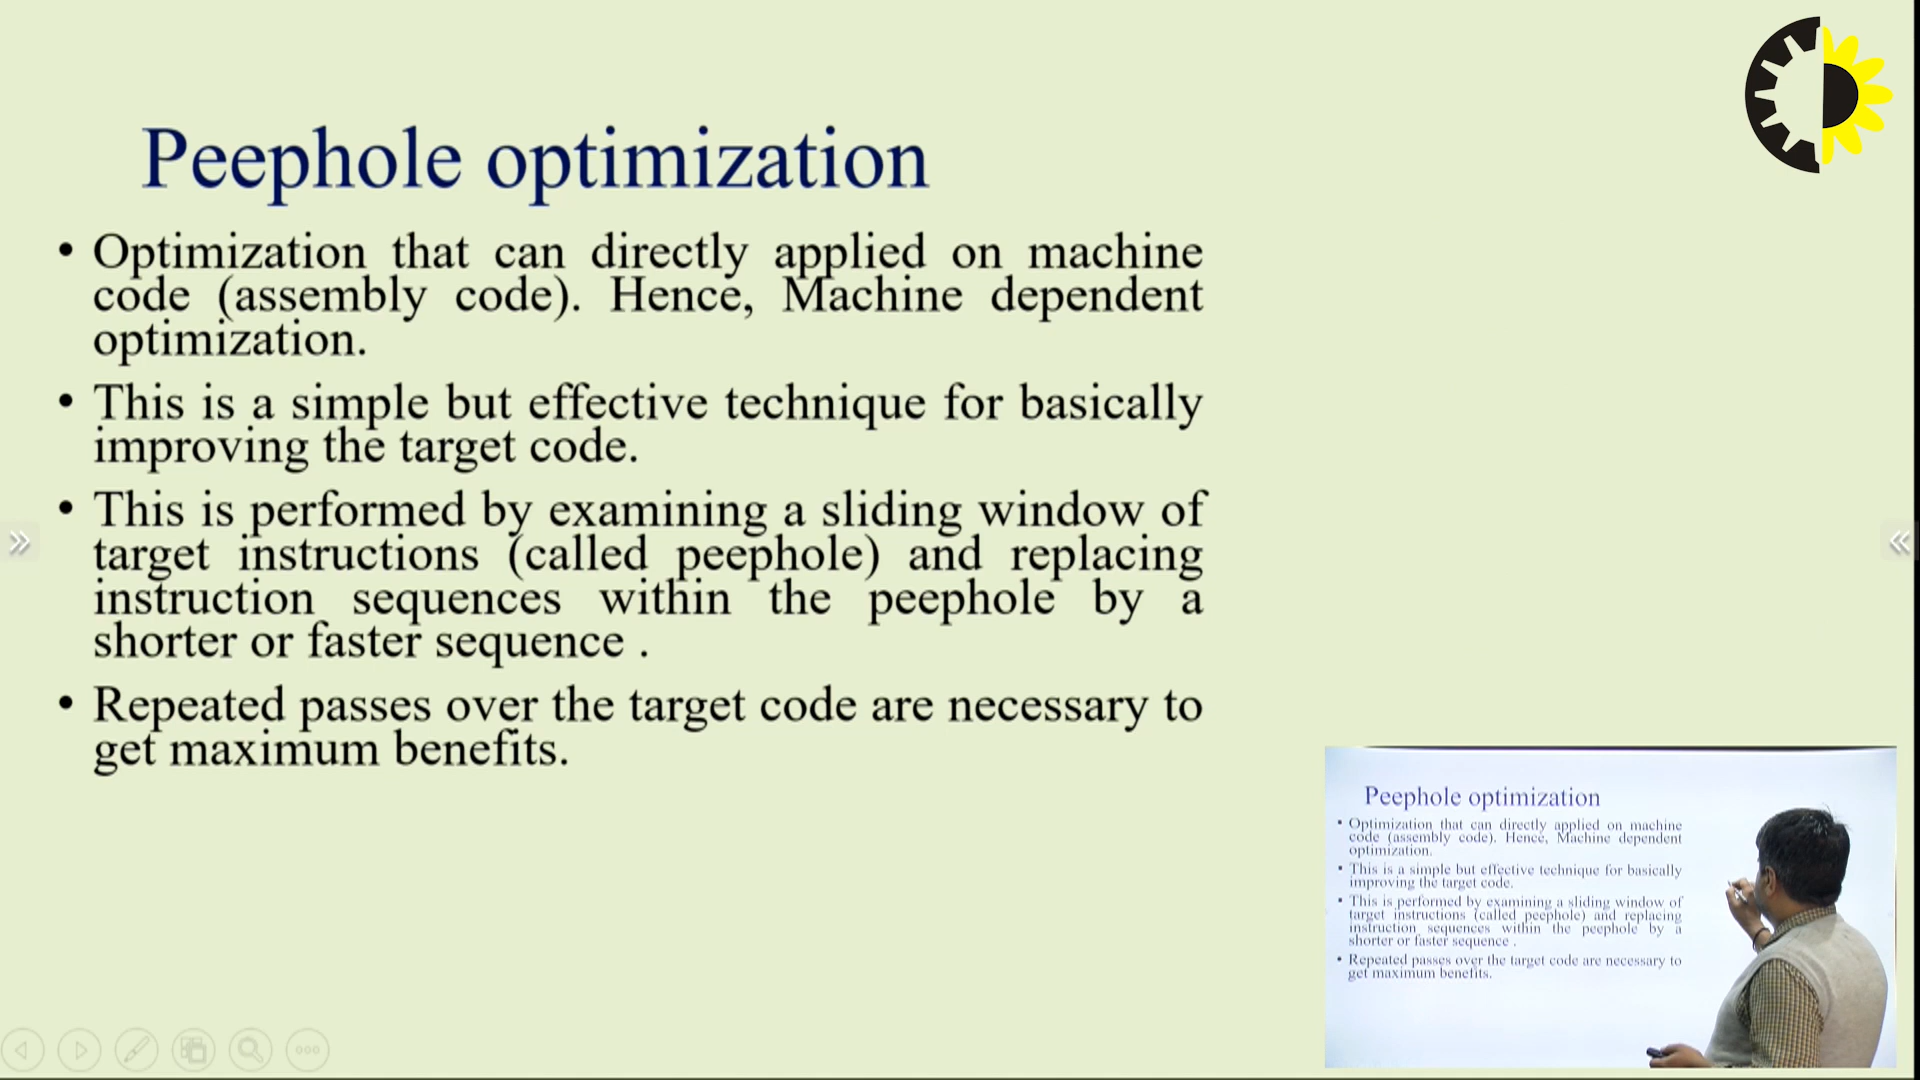 Peephole optimization
• Optimization that can directly applied on machine
code (assembly code). Hence, Machine dependent
optimization.
• This is a simple but effective technique for basically
improving the target code.
• This is performed by examining a sliding window of
target instructions (called peephole) and replacing
instruction sequences within the peephole by a
shorter or faster sequence .
• Repeated passes over the target code are necessary to
get maximum benefits.
Peephole optimization
• Optimization that can directly applied on machine
code (assembly code). Hence, Machine dependent
optimization.
• This is a simple but effective technique for basically
improving the target code.
• This is performed by examining a sliding window of
target instructions (called peephole) and replacing
instruction sequences within the peephole by a
shorter or faster sequence .
• Repeated passes over the target code are necessary to
get maximum benefits.